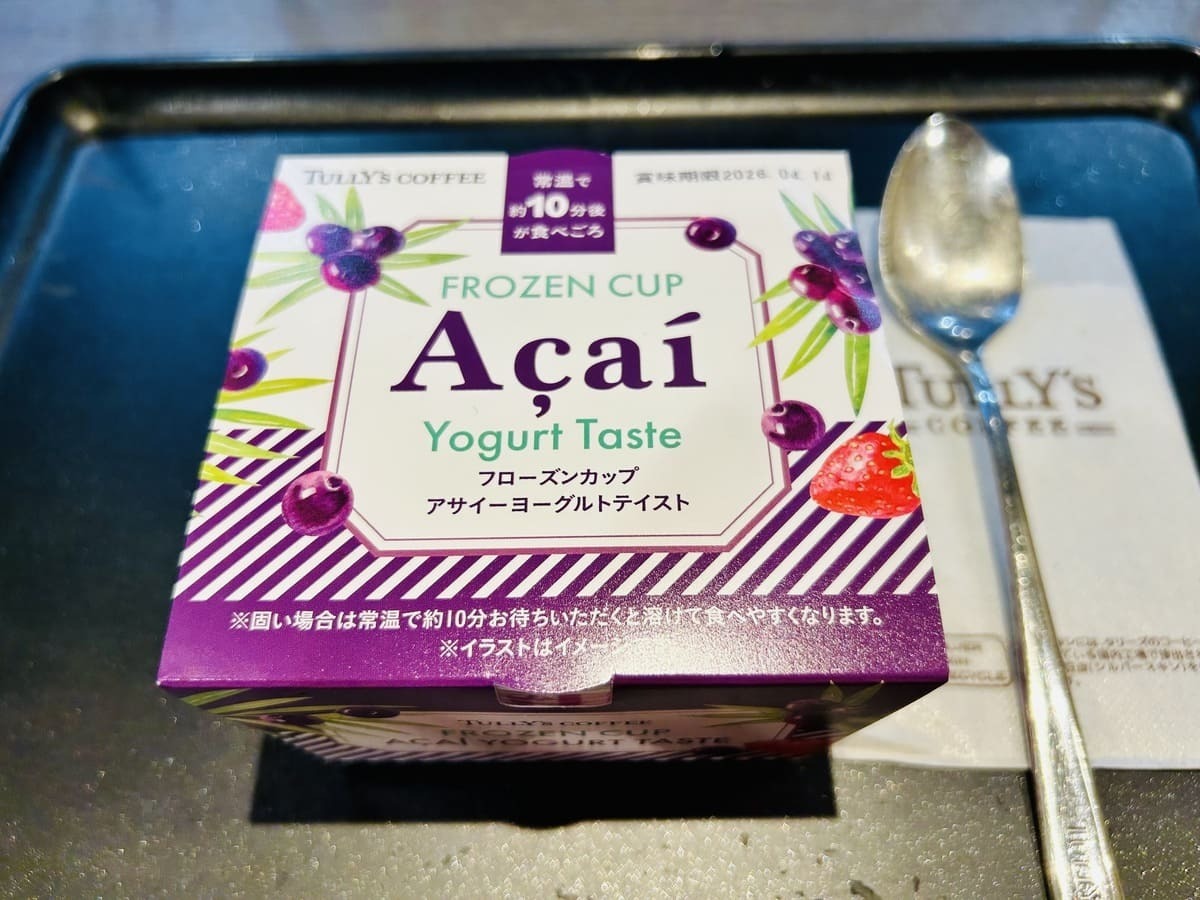 TULLY'S COFFEE
常温で
約10分後
が食べごろ
賞味期限2026. 04. 14
FROZEN CUP
Açaí
Yogurt Taste
フローズンカップ
アサイーヨーグルトテイスト
※固い場合は常温で約10分お待ちいただくと溶けて食べやすくなります。
※イラストはイメージ
TULLY'S COFFEE
FROZEN CUP
AÇAÍ YOGURT TASTE
TULLY'S
COFFEE